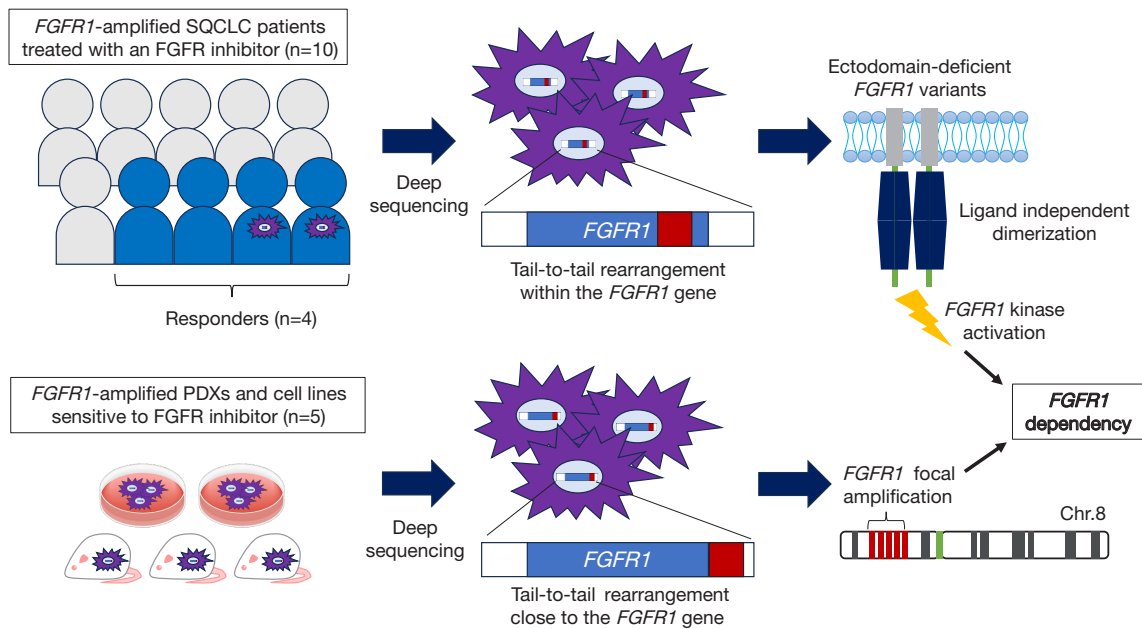 FGFR1-amplified SQCLC patients
treated with an FGFR inhibitor (n=10)
Responders (n=4)
Deep
sequencing
FGFR1
Tail-to-tail rearrangement
within the FGFR1 gene
Ectodomain-deficient
FGFR1 variants
Ligand independent
dimerization
FGFR1 kinase
activation
FGFR1
dependency
FGFR1-amplified PDXs and cell lines
sensitive to FGFR inhibitor (n=5)
Deep
sequencing
FGFR1
Tail-to-tail rearrangement
close to the FGFR1 gene
FGFR1 focal
amplification
Chr.8